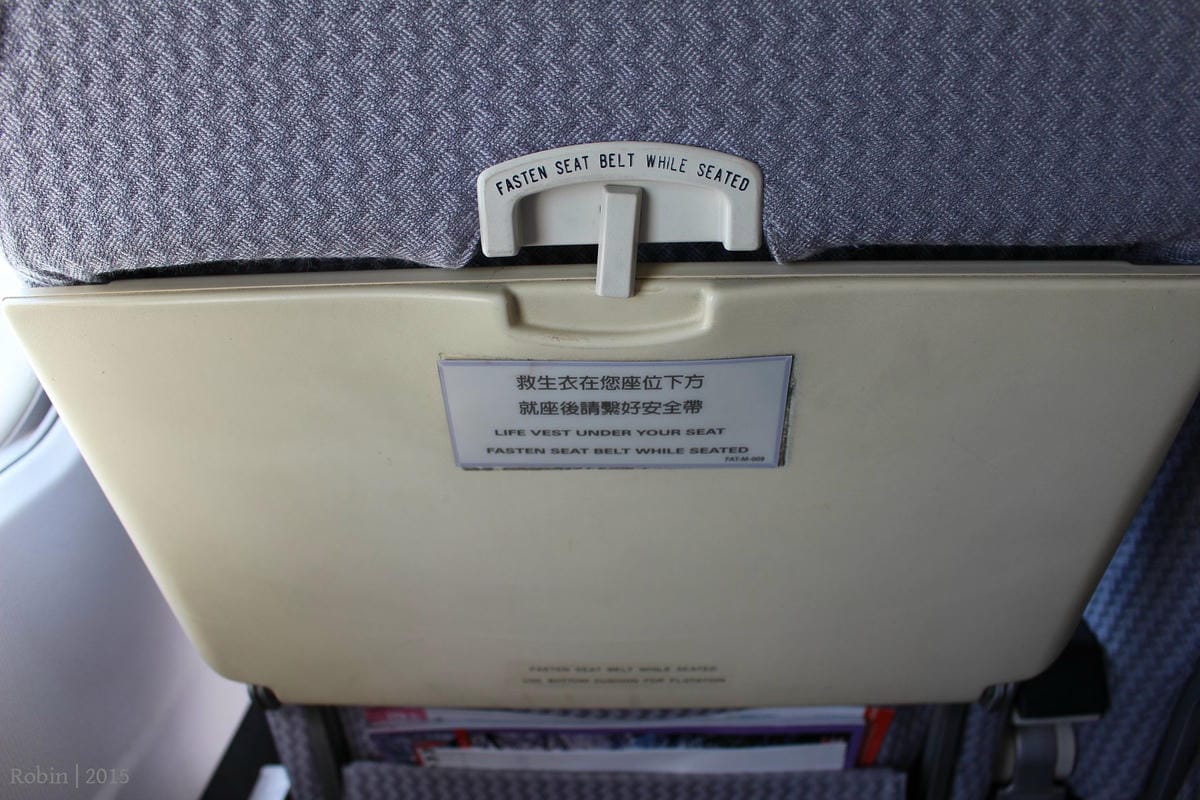 FASTEN SEAT BELT WHILE SEATED
救生衣在您座位下方
就座後請繫好安全帶
LIFE VEST UNDER YOUR SEAT
FASTEN SEAT BELT WHILE SEATED
FAT-M-009
FASTEN SEAT BELT WHILE SEATED
USE BOTTOM CUSHION FOR FLOTATION
Robin | 2015